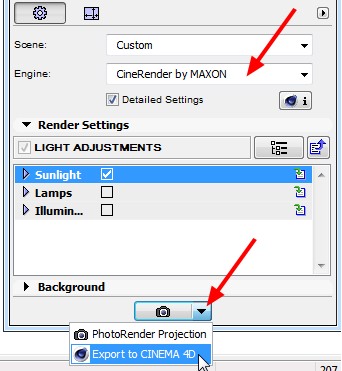 Scene: Custom
Engine: CineRender by MAXON
Detailed Settings
i
Render Settings
LIGHT ADJUSTMENTS
Sunlight
Lamps
Illumin...
Background
PhotoRender Projection
Export to CINEMA 4D
207